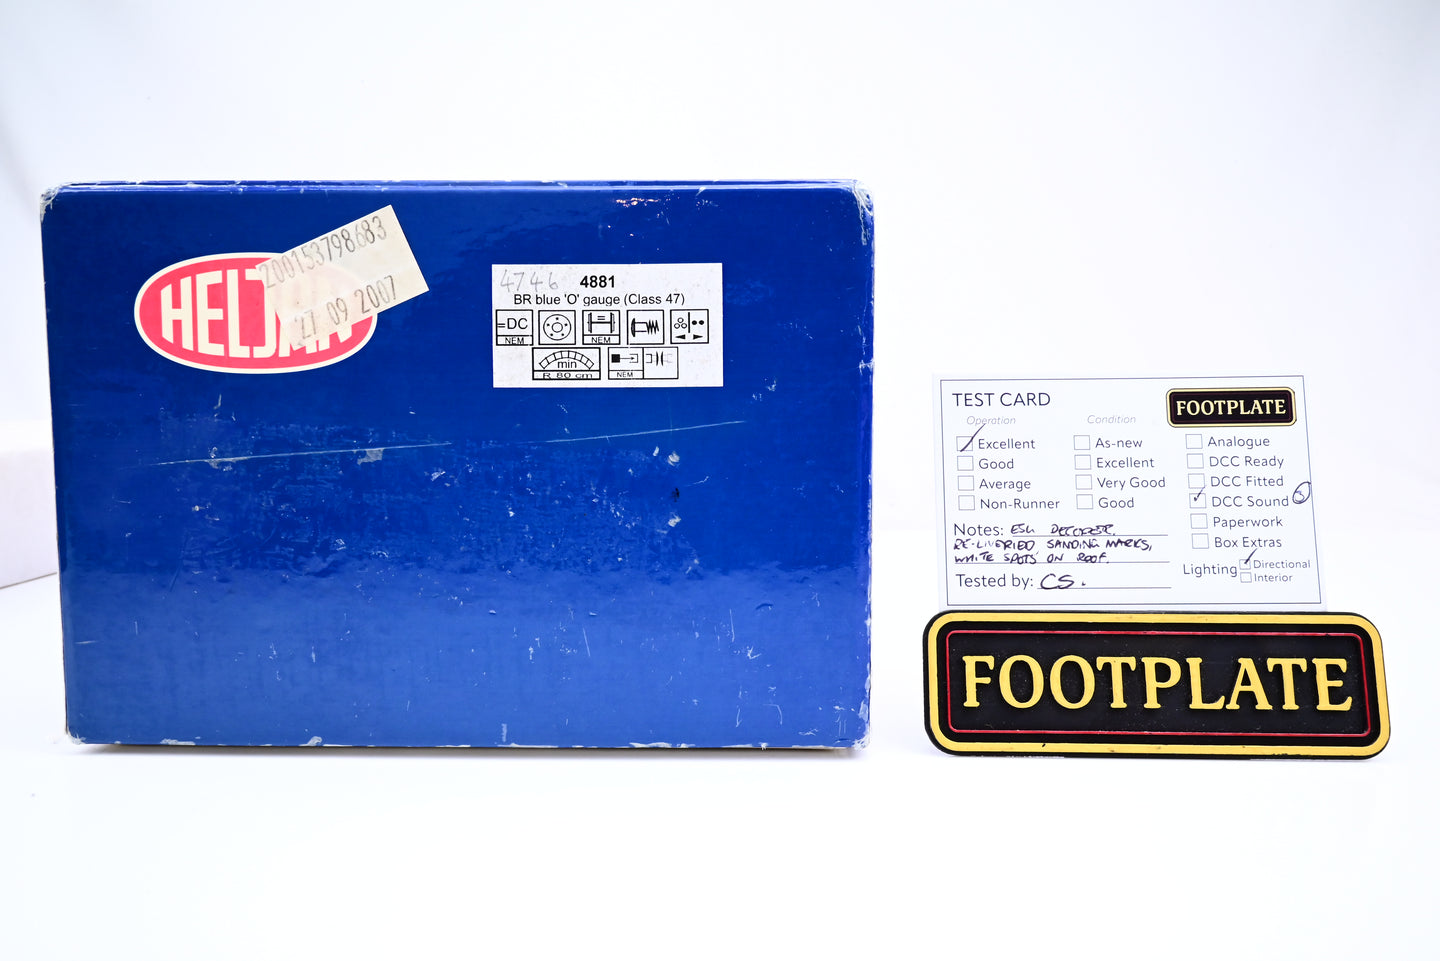 HELJAN
200153798683
27 09 2007
4746 4881
BR blue 'O' gauge (Class 47)
=DC
NEM
NEM
min
R 80 cm
NEM
TEST CARD
FOOTPLATE
Operation
Excellent
Good
Average
Non-Runner
Condition
As-new
Excellent
Very Good
Good
Analogue
DCC Ready
DCC Fitted
DCC Sound
Paperwork
Box Extras
Lighting
Directional
Interior
Notes: ESU DECODER.
RE-LIVERIED SANDING MARKS,
WHITE SPOTS ON ROOF.
Tested by: CS.
FOOTPLATE